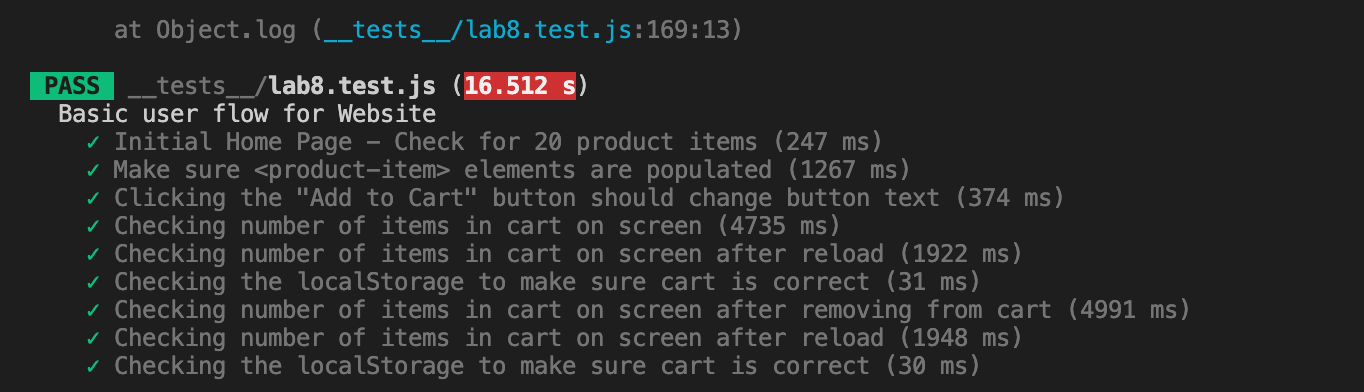 at Object.log (__tests__/lab8.test.js:169:13)
PASS __tests__/lab8.test.js (16.512 s)
Basic user flow for Website
✓ Initial Home Page – Check for 20 product items (247 ms)
✓ Make sure <product-item> elements are populated (1267 ms)
✓ Clicking the "Add to Cart" button should change button text (374 ms)
✓ Checking number of items in cart on screen (4735 ms)
✓ Checking number of items in cart on screen after reload (1922 ms)
✓ Checking the localStorage to make sure cart is correct (31 ms)
✓ Checking number of items in cart on screen after removing from cart (4991 ms)
✓ Checking number of items in cart on screen after reload (1948 ms)
✓ Checking the localStorage to make sure cart is correct (30 ms)